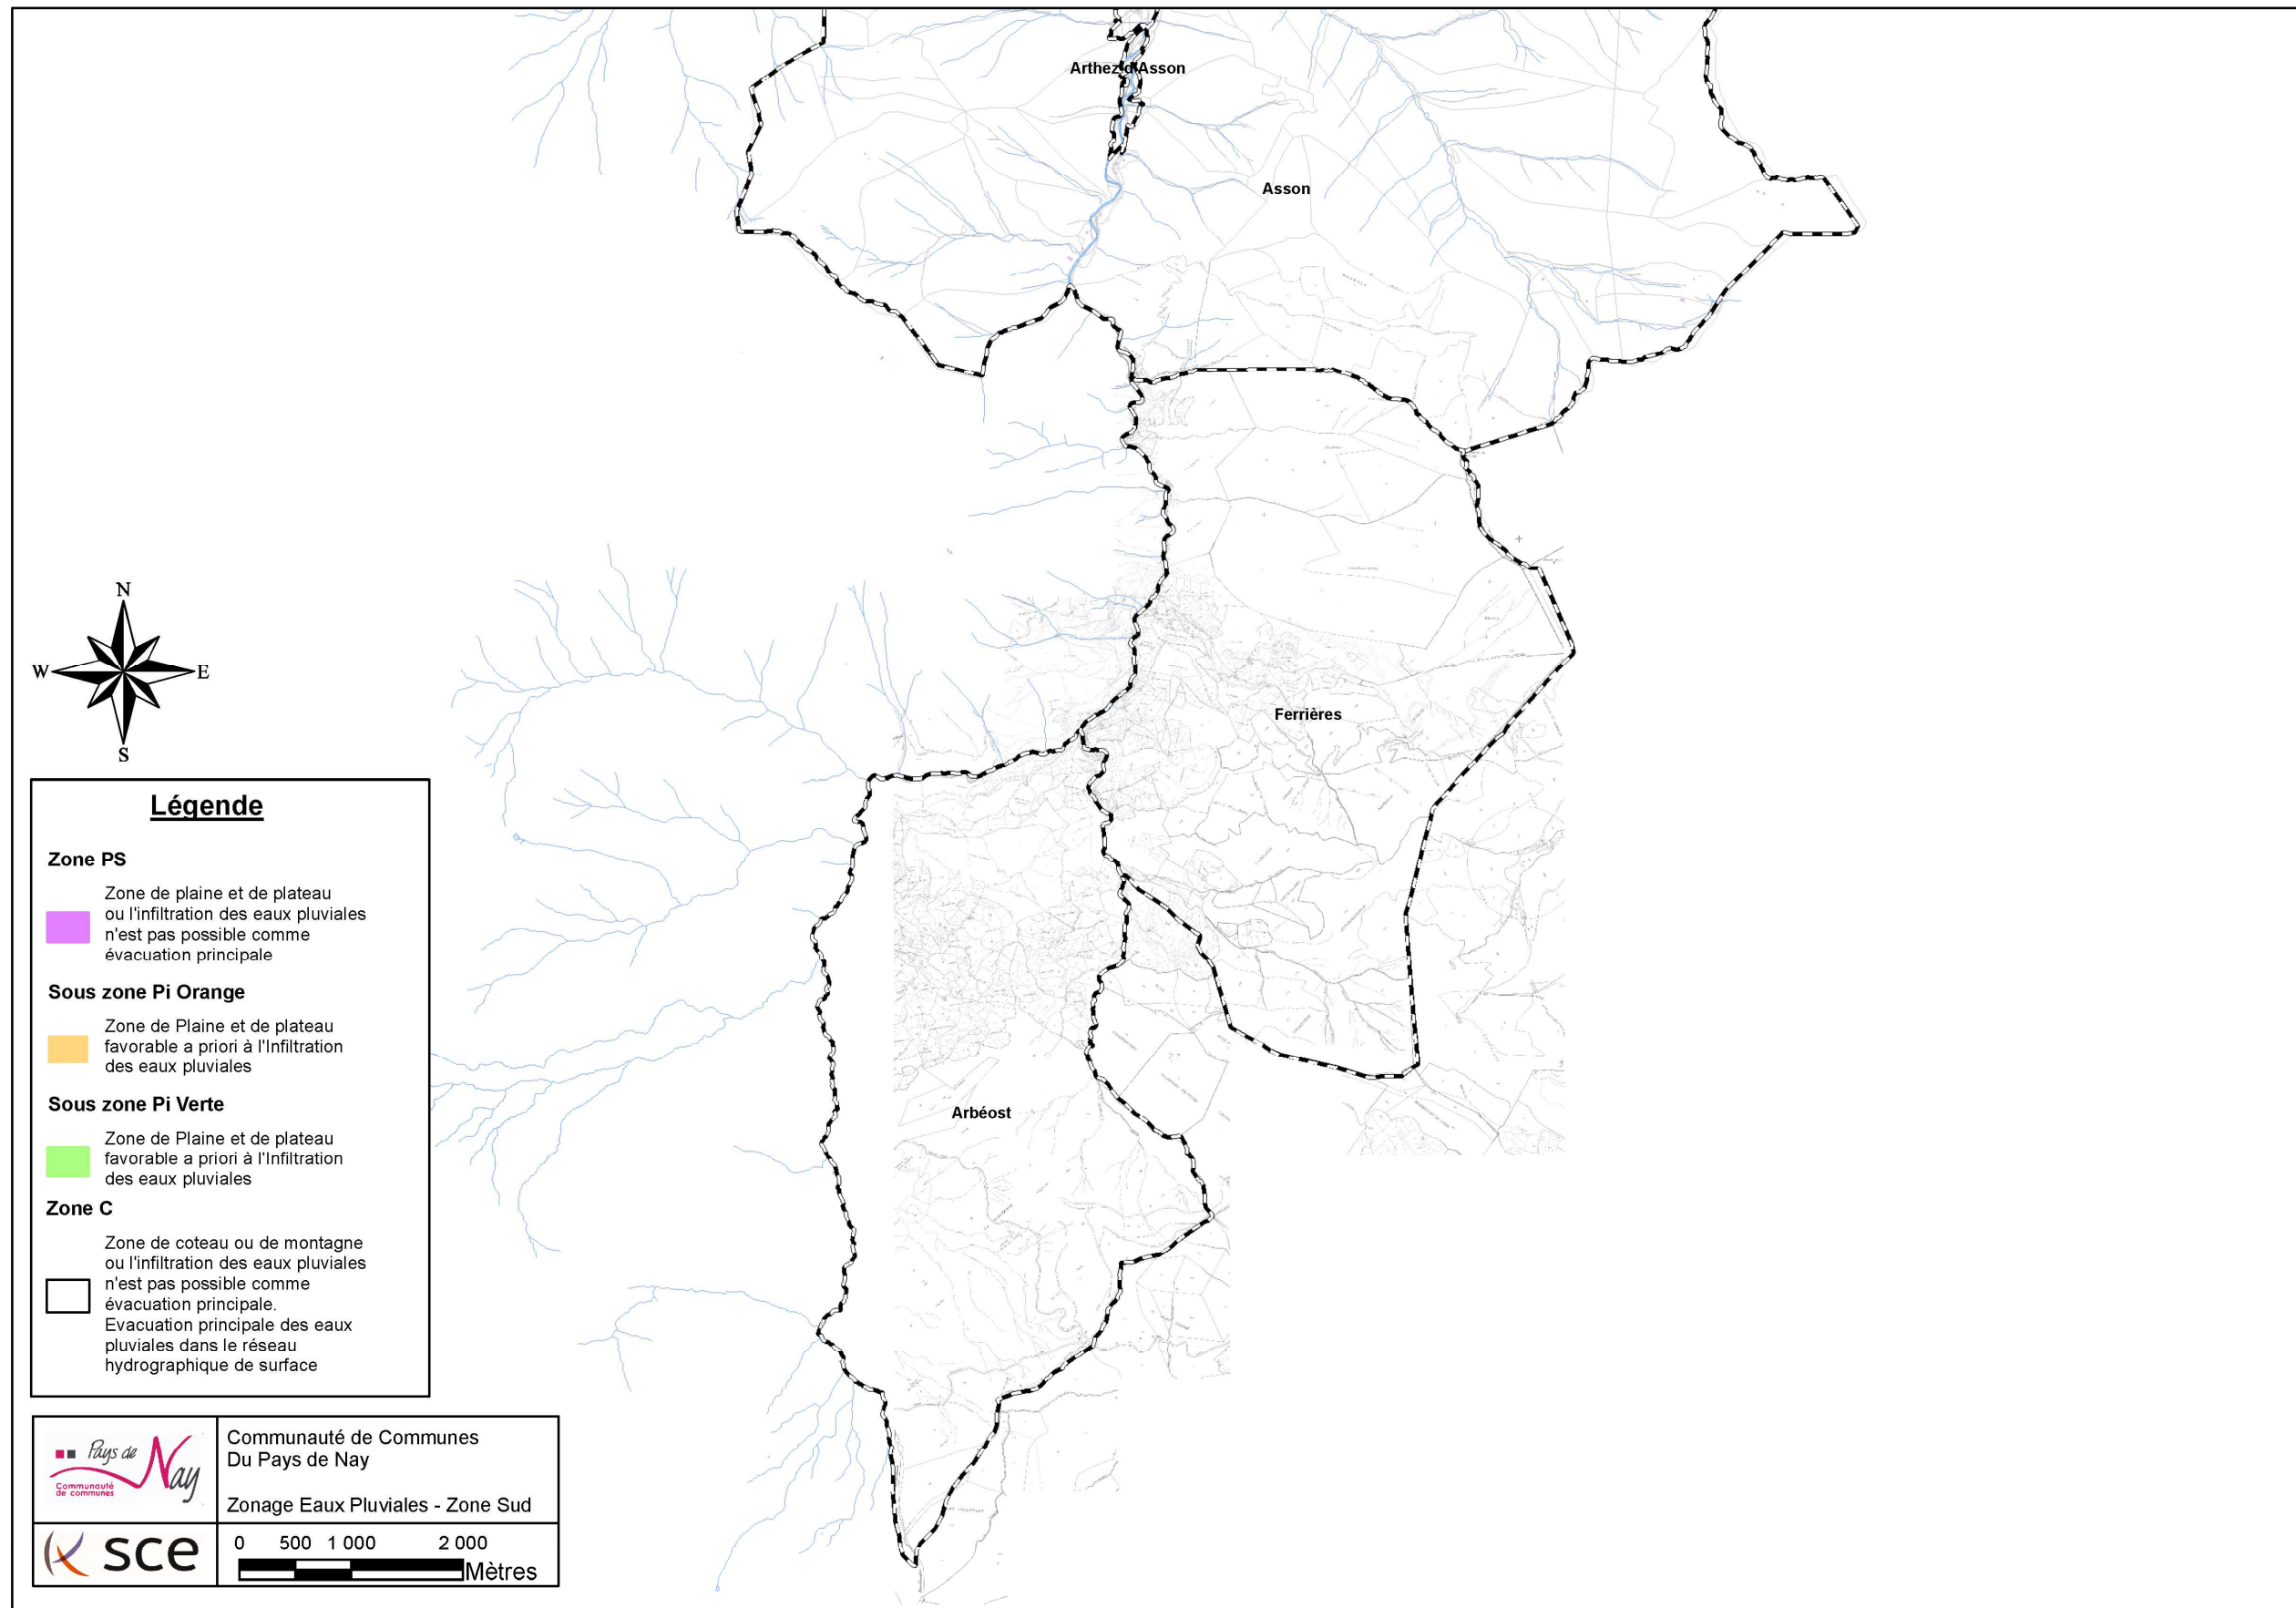 Arthez d'Asson
Asson
Ferrières
Arbéost
N
W
E
S
Légende
Zone PS
Zone de plaine et de plateau
ou l'infiltration des eaux pluviales
n'est pas possible comme
évacuation principale
Sous zone Pi Orange
Zone de Plaine et de plateau
favorable a priori à l'Infiltration
des eaux pluviales
Sous zone Pi Verte
Zone de Plaine et de plateau
favorable a priori à l'Infiltration
des eaux pluviales
Zone C
Zone de coteau ou de montagne
ou l'infiltration des eaux pluviales
n'est pas possible comme
évacuation principale.
Evacuation principale des eaux
pluviales dans le réseau
hydrographique de surface
Pays de Nay
Communauté
de communes
Communauté de Communes
Du Pays de Nay
Zonage Eaux Pluviales - Zone Sud
sce
0 500 1 000 2 000
Mètres